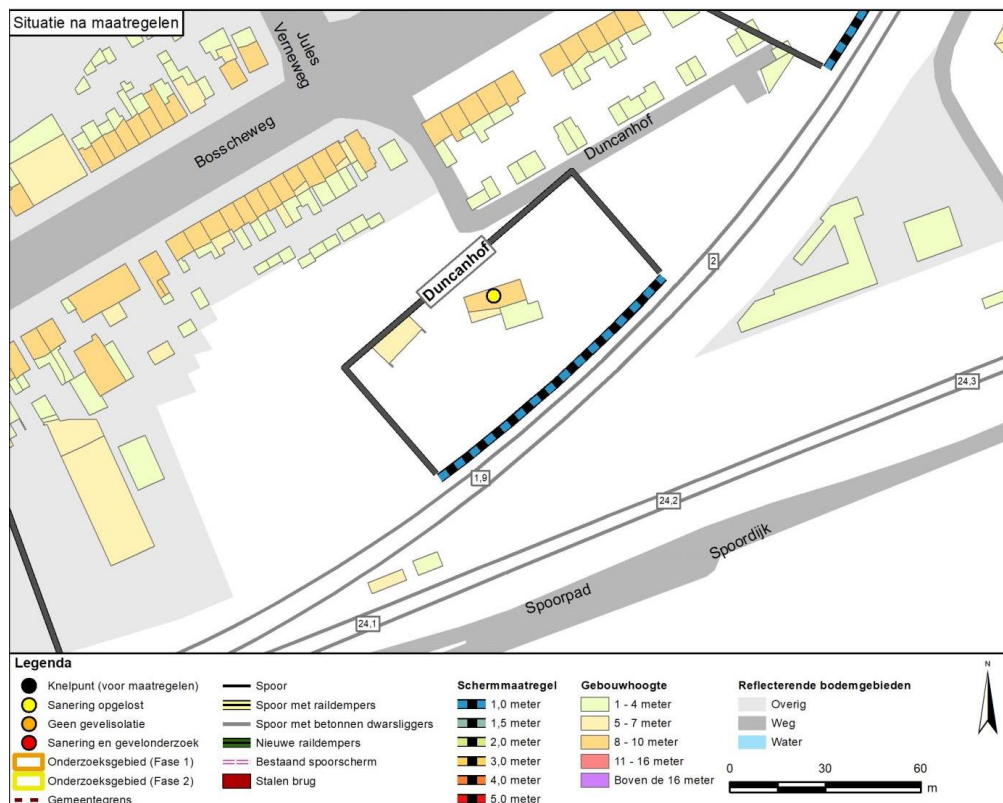 Situatie na maatregelen
Jules
Verneweg
Bosscheweg
Duncanhof
Duncanhof
2
1,9
24,3
24,2
24,1
Spoordijk
Spoorpad
Legenda
Knelpunt (voor maatregelen)
Sanering opgelost
Geen gevelisolatie
Sanering en gevelonderzoek
Onderzoeksgebied (Fase 1)
Onderzoeksgebied (Fase 2)
Gemeentegrens
Spoor
Spoor met raildempers
Spoor met betonnen dwarsliggers
Nieuwe raildempers
Bestaand spoorscherm
Stalen brug
Schermmaatregel
1,0 meter
1,5 meter
2,0 meter
3,0 meter
4,0 meter
5,0 meter
Gebouwhoogte
1 - 4 meter
5 - 7 meter
8 - 10 meter
11 - 16 meter
Boven de 16 meter
Reflecterende bodemgebieden
Overig
Weg
Water
N
0 30 60
m